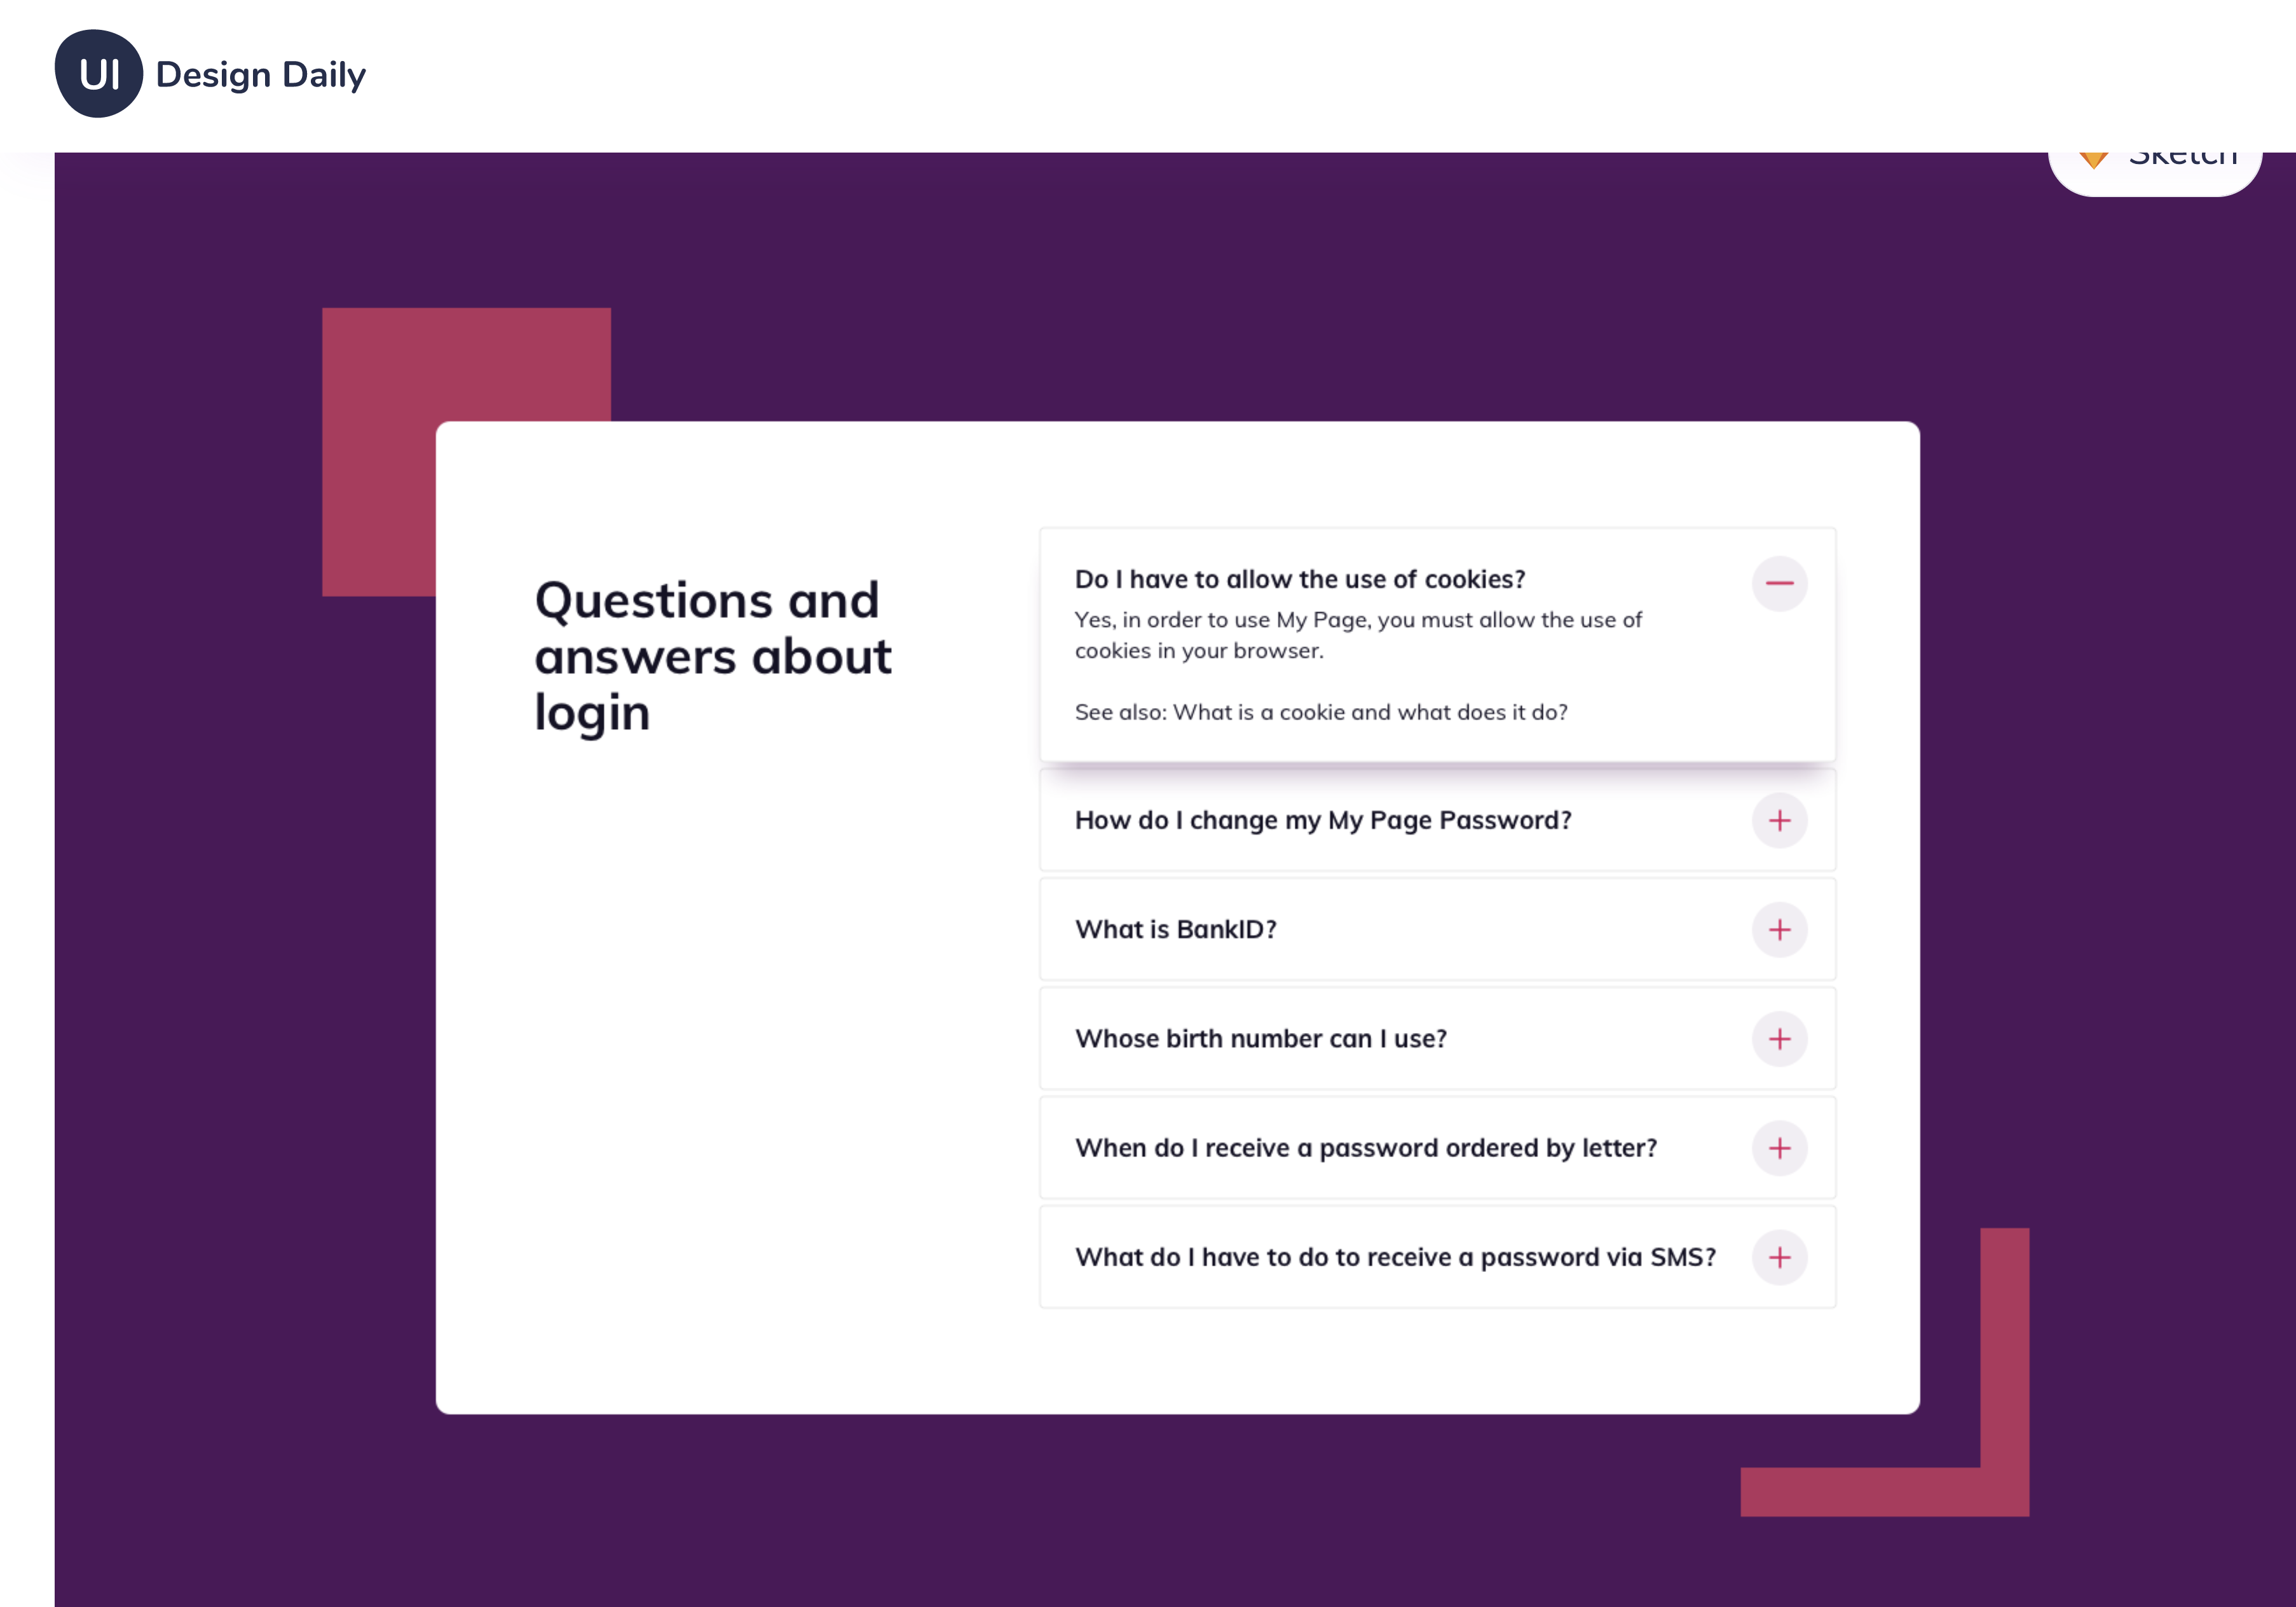 UI Design Daily
Sketch
Questions and
answers about
login
Do I have to allow the use of cookies?
Yes, in order to use My Page, you must allow the use of
cookies in your browser.
See also: What is a cookie and what does it do?
How do I change my My Page Password?
What is BankID?
Whose birth number can I use?
When do I receive a password ordered by letter?
What do I have to do to receive a password via SMS?